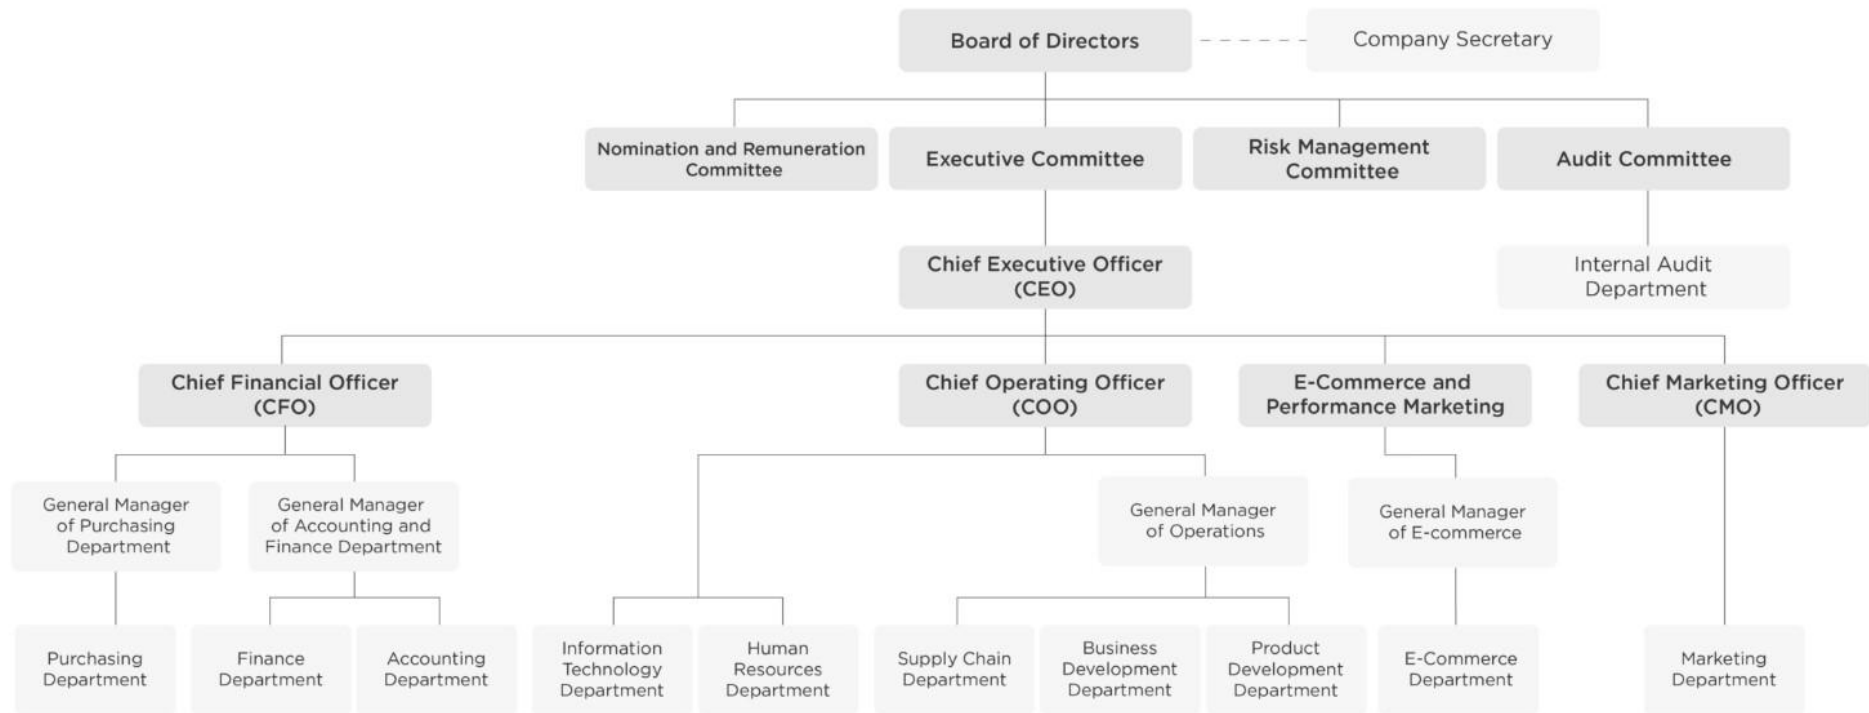 Board of Directors
Company Secretary
Nomination and Remuneration
Committee
Executive Committee
Risk Management
Committee
Audit Committee
Chief Executive Officer
(CEO)
Internal Audit
Department
Chief Financial Officer
(CFO)
Chief Operating Officer
(COO)
E-Commerce and
Performance Marketing
Chief Marketing Officer
(CMO)
General Manager
of Purchasing
Department
General Manager
of Accounting and
Finance Department
General Manager
of Operations
General Manager
of E-commerce
Purchasing
Department
Finance
Department
Accounting
Department
Information
Technology
Department
Human
Resources
Department
Supply Chain
Department
Business
Development
Department
Product
Development
Department
E-Commerce
Department
Marketing
Department